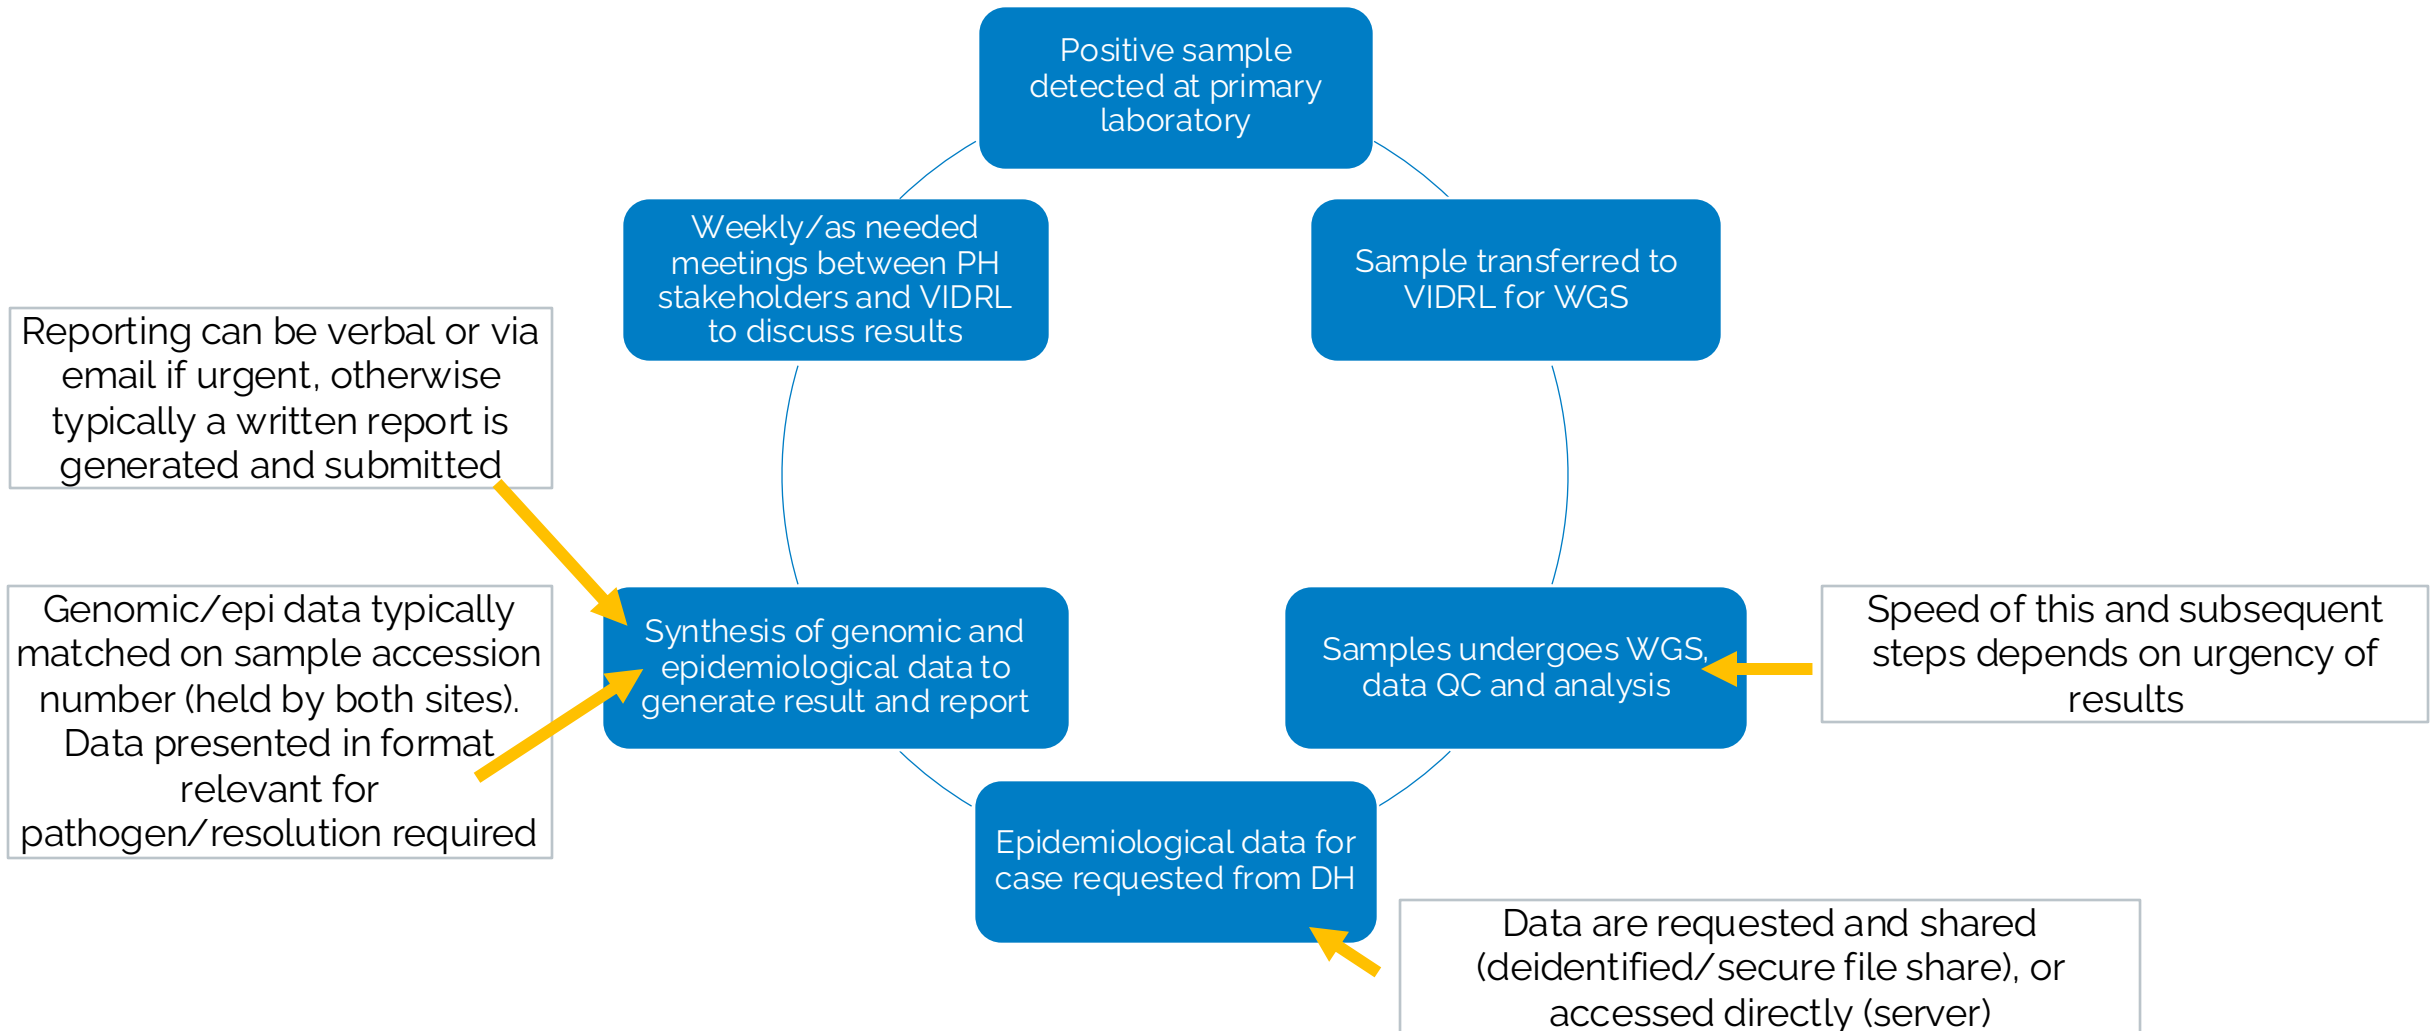 Positive sample
detected at primary
laboratory
Weekly/as needed
meetings between PH
stakeholders and VIDRL
to discuss results
Sample transferred to
VIDRL for WGS
Reporting can be verbal or via
email if urgent, otherwise
typically a written report is
generated and submitted
Genomic/epi data typically
matched on sample accession
number (held by both sites).
Data presented in format
relevant for
pathogen/resolution required
Synthesis of genomic and
epidemiological data to
generate result and report
Samples undergoes WGS,
data QC and analysis
Speed of this and subsequent
steps depends on urgency of
results
Epidemiological data for
case requested from DH
Data are requested and shared
(deidentified/secure file share), or
accessed directly (server)